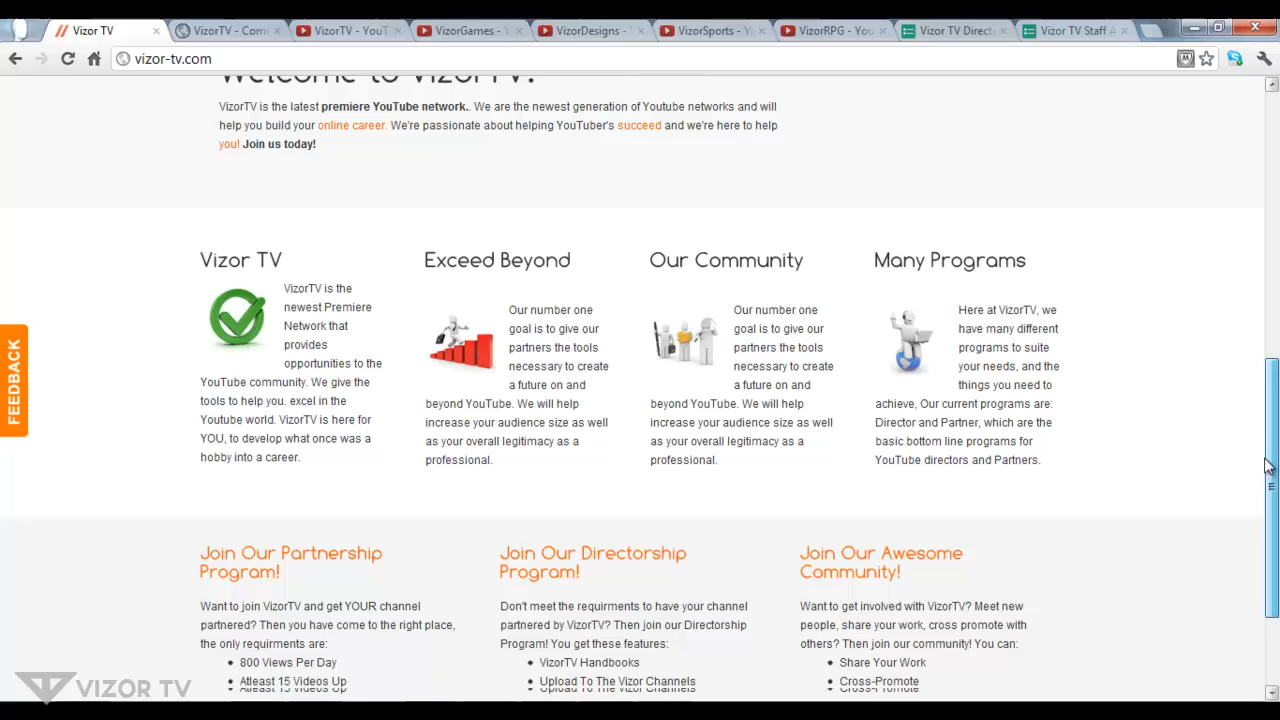 Vizor TV
VizorTV - Com
VizorTV - YouT
VizorGames -
VizorDesigns -
VizorSports - Y
VizorRPG - You
Vizor TV Direct
Vizor TV Staff A
vizor-tv.com
Welcome to VizorTV!
VizorTV is the latest premiere YouTube network.. We are the newest generation of Youtube networks and will
help you build your online career. We're passionate about helping YouTuber's succeed and we're here to help
you! Join us today!
FEEDBACK
Vizor TV
VizorTV is the
newest Premiere
Network that
provides
opportunities to the
YouTube community. We give the
tools to help you. excel in the
Youtube world. VizorTV is here for
YOU, to develop what once was a
hobby into a career.
Exceed Beyond
Our number one
goal is to give our
partners the tools
necessary to create
a future on and
beyond YouTube. We will help
increase your audience size as well
as your overall legitimacy as a
professional.
Our Community
Our number one
goal is to give our
partners the tools
necessary to create
a future on and
beyond YouTube. We will help
increase your audience size as well
as your overall legitimacy as a
professional.
Many Programs
Here at VizorTV, we
have many different
programs to suite
your needs, and the
things you need to
achieve, Our current programs are:
Director and Partner, which are the
basic bottom line programs for
YouTube directors and Partners.
Join Our Partnership
Program!
Want to join VizorTV and get YOUR channel
partnered? Then you have come to the right place,
the only requirments are:
800 Views Per Day
Atleast 15 Videos Up
Atleast 15 Videos Up
Join Our Directorship
Program!
Don't meet the requirments to have your channel
partnered by VizorTV? Then join our Directorship
Program! You get these features:
VizorTV Handbooks
Upload To The Vizor Channels
Upload To The Vizor Channels
Join Our Awesome
Community!
Want to get involved with VizorTV? Meet new
people, share your work, cross promote with
others? Then join our community! You can:
Share Your Work
Cross-Promote
Cross-Promote
VIZOR TV